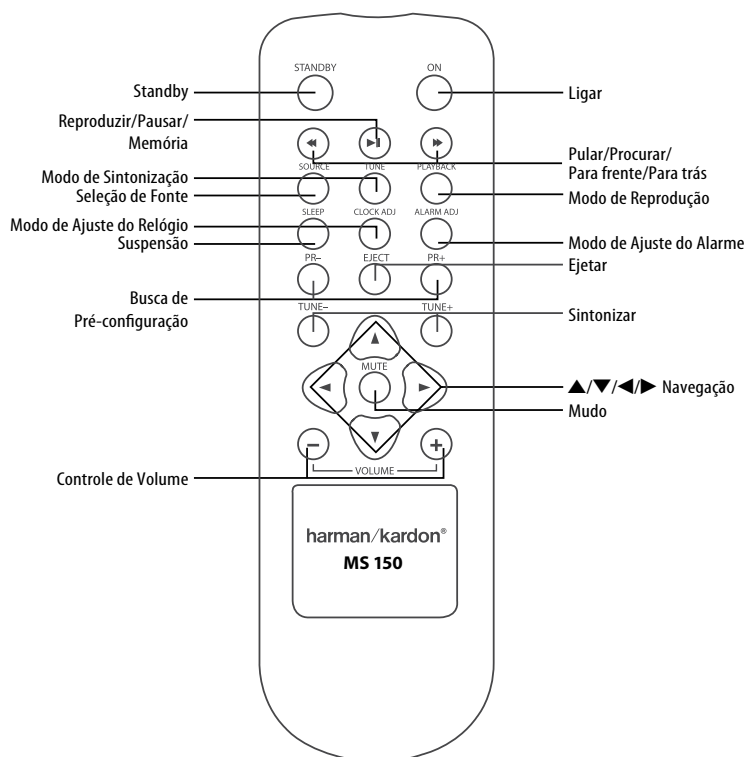 STANDBY
ON
Standby
Ligar
Reproduzir/Pausar/
Memória
Pular/Procurar/
Para frente/Para trás
SOURCE
TUNE
PLAYBACK
Modo de Sintonização
Seleção de Fonte
Modo de Reprodução
SLEEP
CLOCK ADJ
ALARM ADJ
Modo de Ajuste do Relógio
Suspensão
Modo de Ajuste do Alarme
PR–
EJECT
PR+
Ejetar
Busca de
Pré-configuração
TUNE–
TUNE+
Sintonizar
MUTE
▲/▼/◀/▶ Navegação
Mudo
–
+
VOLUME
Controle de Volume
harman/kardon®
MS 150